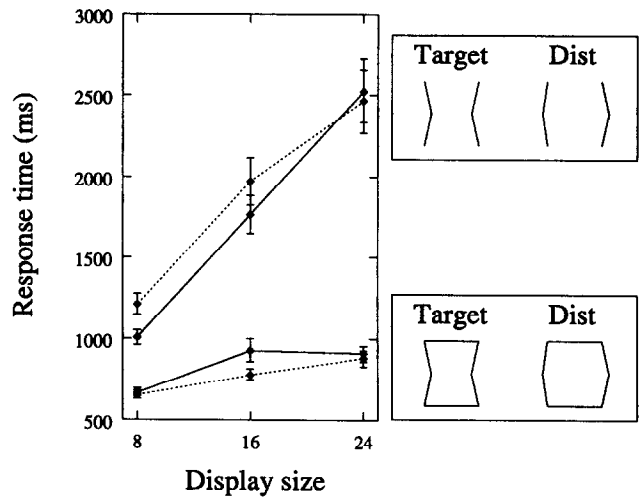 3000
2500
2000
1500
1000
500
Response time (ms)
8 16 24
Display size
Target Dist
Target Dist